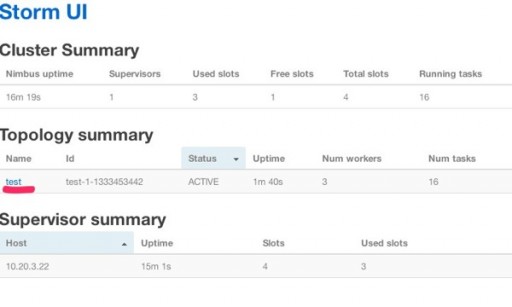 Storm UI
Cluster Summary
Nimbus uptime Supervisors Used slots Free slots Total slots Running tasks
16m 19s 1 3 1 4 16
Topology summary
Name Id Status Uptime Num workers Num tasks
test test-1-1333453442 ACTIVE 1m 40s 3 16
Supervisor summary
Host Uptime Slots Used slots
10.20.3.22 15m 1s 4 3